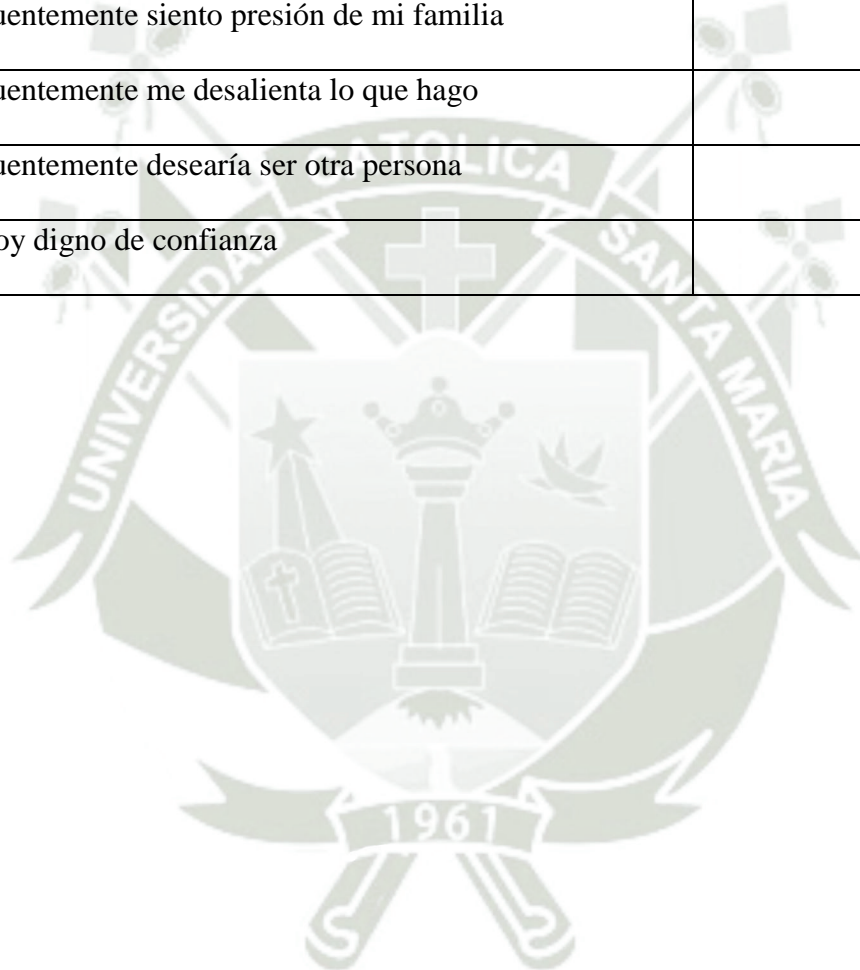 uentemente siento presión de mi familia
uentemente me desalienta lo que hago
uentemente desearía ser otra persona
oy digno de confianza
UNIVERSIDAD CATOLICA SANTA MARIA
1961